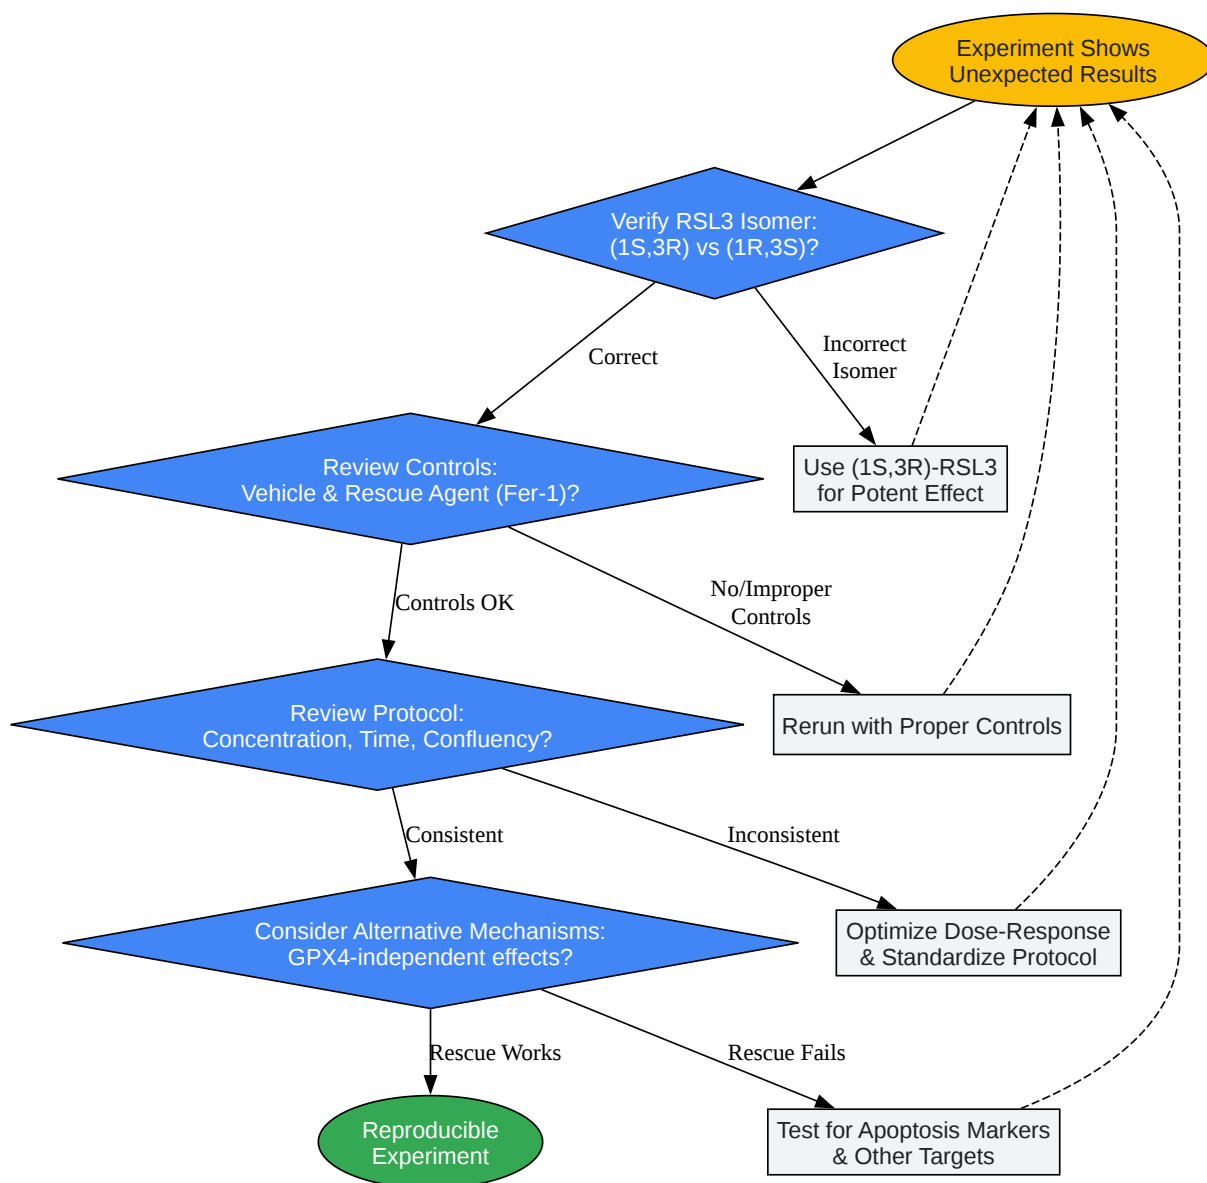 Experiment Shows
Unexpected Results
Verify RSL3 Isomer:
(1S,3R) vs (1R,3S)?
Correct
Incorrect
Isomer
Review Controls:
Vehicle & Rescue Agent (Fer-1)?
Use (1S,3R)-RSL3
for Potent Effect
Controls OK
No/Improper
Controls
Review Protocol:
Concentration, Time, Confluency?
Rerun with Proper Controls
Consistent
Inconsistent
Consider Alternative Mechanisms:
GPX4-independent effects?
Optimize Dose-Response
& Standardize Protocol
Rescue Works
Rescue Fails
Reproducible
Experiment
Test for Apoptosis Markers
& Other Targets